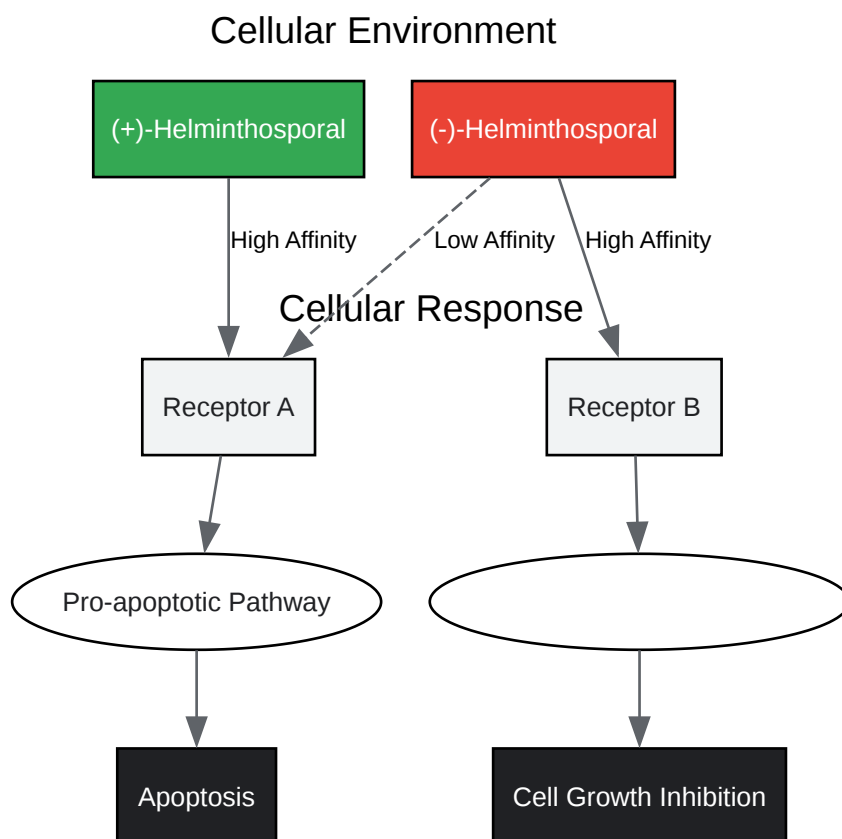 Cellular Environment
(+)-Helminthosporal
(-)-Helminthosporal
High Affinity
Low Affinity
High Affinity
Cellular Response
Receptor A
Receptor B
Pro-apoptotic Pathway
Apoptosis
Cell Growth Inhibition